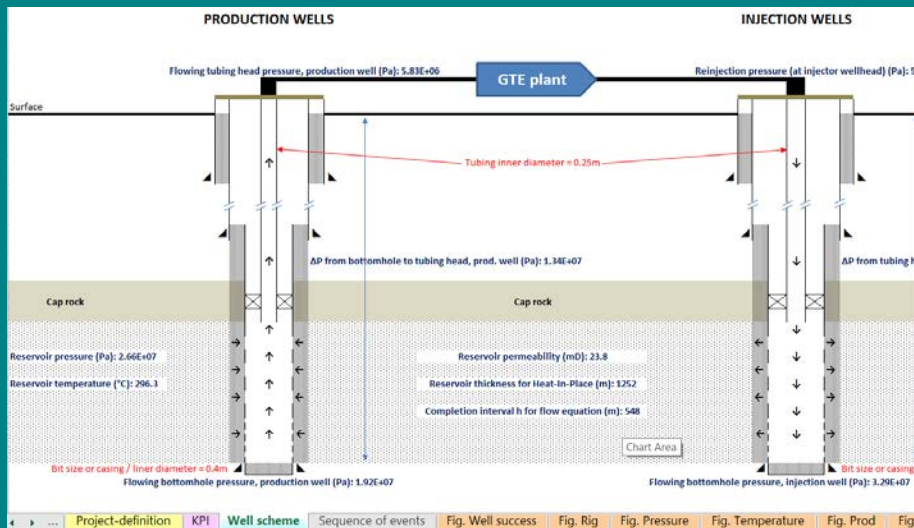 PRODUCTION WELLS
INJECTION WELLS
Flowing tubing head pressure, production well (Pa): 5.83E+06
GTE plant
Reinjection pressure (at injector wellhead) (Pa): 5
Surface
Tubing inner diameter = 0.25m
ΔP from bottomhole to tubing head, prod. well (Pa): 1.34E+07
ΔP from tubing h
Cap rock
Cap rock
Reservoir pressure (Pa): 2.66E+07
Reservoir permeability (mD): 23.8
Reservoir temperature (°C): 296.3
Reservoir thickness for Heat-In-Place (m): 1252
Completion interval h for flow equation (m): 548
Chart Area
Bit size or casing / liner diameter = 0.4m
Bit size or casing
Flowing bottomhole pressure, production well (Pa): 1.92E+07
Flowing bottomhole pressure, injection well (Pa): 3.29E+07
... Project-definition KPI Well scheme Sequence of events Fig. Well success Fig. Rig Fig. Pressure Fig. Temperature Fig. Prod Fig